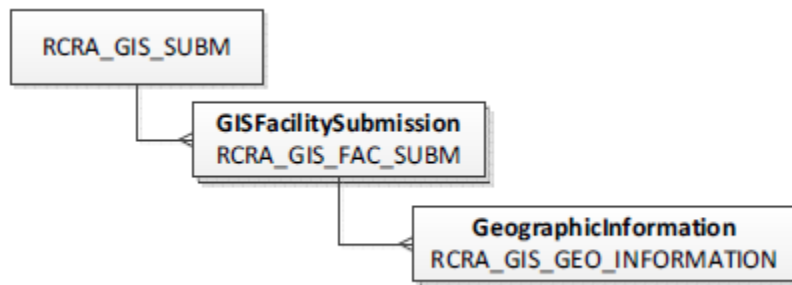 RCRA_GIS_SUBM
GISFacilitySubmission
RCRA_GIS_FAC_SUBM
GeographicInformation
RCRA_GIS_GEO_INFORMATION